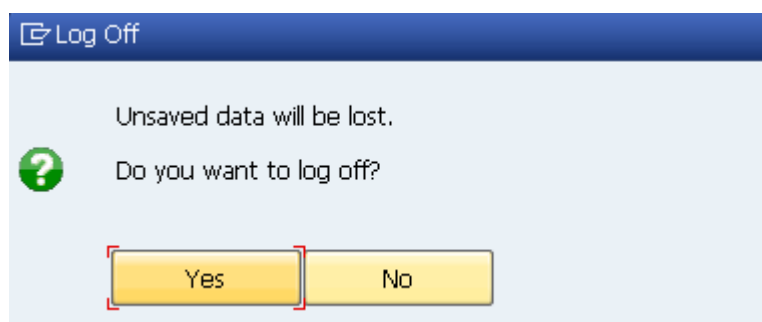 Log Off
Unsaved data will be lost.
Do you want to log off?
Yes No